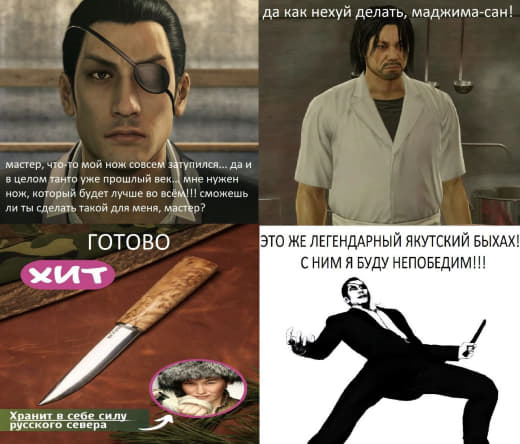 мастер, что-то мой нож совсем затупился... да и
в целом танто уже прошлый век... мне нужен
нож, который будет лучше во всём!!! сможешь
ли ты сделать такой для меня, мастер?
да как нехуй делать, маджима-сан!
ГОТОВО
ХИТ
Хранит в себе силу
русского севера
ЭТО ЖЕ ЛЕГЕНДАРНЫЙ ЯКУТСКИЙ БЫХАХ!
С НИМ Я БУДУ НЕПОБЕДИМ!!!